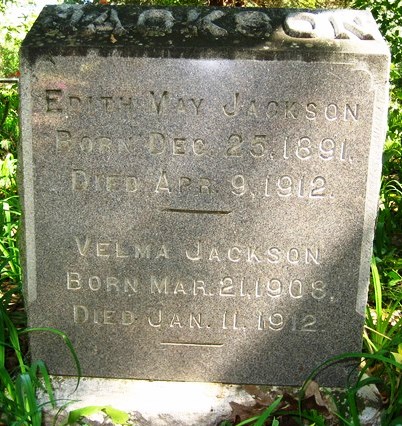 JACKSON
EDITH MAY JACKSON
BORN DEC. 25, 1891,
DIED APR. 9, 1912.
VELMA JACKSON
BORN MAR. 21, 1908,
DIED JAN. 11, 1912.